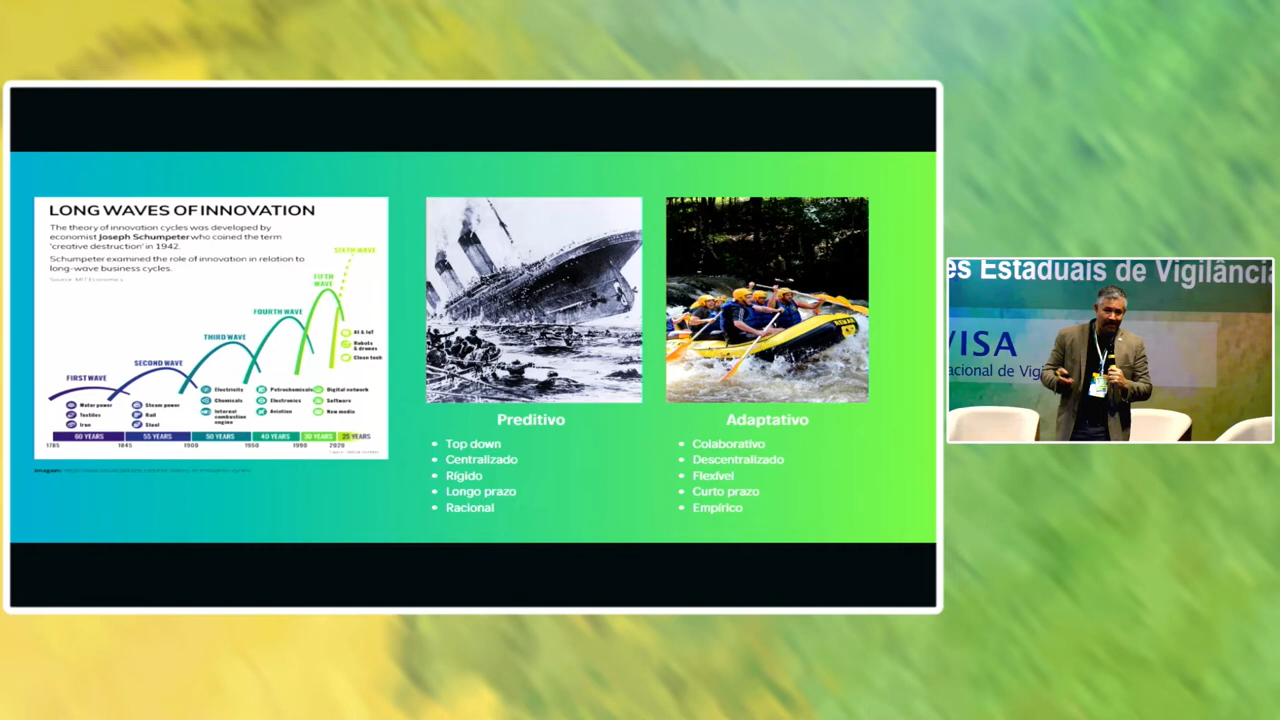 LONG WAVES OF INNOVATION
The theory of innovation cycles was developed by
economist Joseph Schumpeter who coined the term
'creative destruction' in 1942.
Schumpeter examined the role of innovation in relation to
long-wave business cycles.
Source: MIT Economics
FIRST WAVE
SECOND WAVE
THIRD WAVE
FOURTH WAVE
FIFTH
WAVE
SIXTH WAVE
Water power
Textiles
Iron
Steam power
Rail
Steel
Electricity
Chemicals
Internal
combustion
engine
Petrochemicals
Electronics
Aviation
Digital network
Software
New media
AI & IoT
Robots
& drones
Clean tech
60 YEARS
55 YEARS
50 YEARS
40 YEARS
30 YEARS
25 YEARS
1785
1845
1900
1950
1990
2020
Imagem:
Preditivo
• Top down
• Centralizado
• Rígido
• Longo prazo
• Racional
Adaptativo
• Colaborativo
• Descentralizado
• Flexível
• Curto prazo
• Empírico
es Estaduais de Vigilância
VISA
acional de Vigi